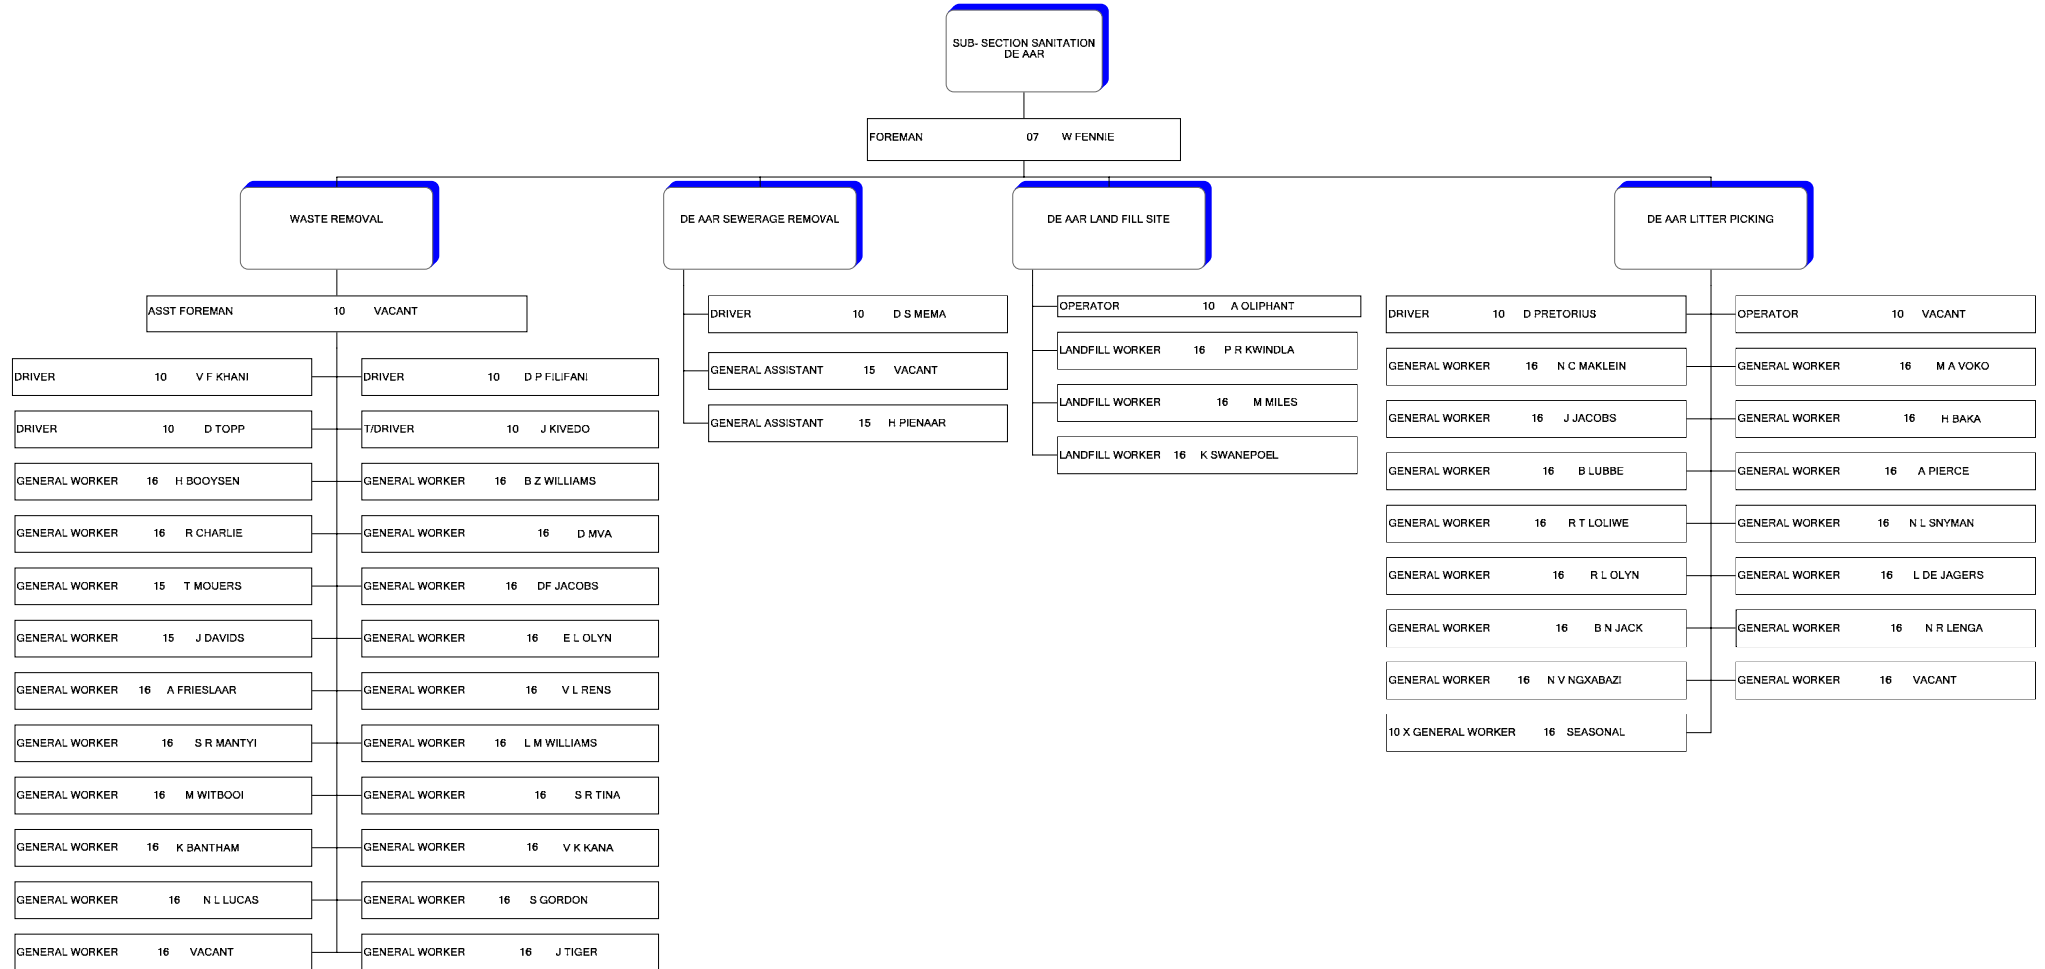 SUB- SECTION SANITATION
DE AAR
FOREMAN 07 W FENNIE
WASTE REMOVAL
ASST FOREMAN 10 VACANT
DRIVER 10 V F KHANI
DRIVER 10 D P FILIFANI
DRIVER 10 D TOPP
T/DRIVER 10 J KIVEDO
GENERAL WORKER 16 H BOOYSEN
GENERAL WORKER 16 B Z WILLIAMS
GENERAL WORKER 16 R CHARLIE
GENERAL WORKER 16 D MVA
GENERAL WORKER 15 T MOUERS
GENERAL WORKER 16 DF JACOBS
GENERAL WORKER 15 J DAVIDS
GENERAL WORKER 16 E L OLYN
GENERAL WORKER 16 A FRIESLAAR
GENERAL WORKER 16 V L RENS
GENERAL WORKER 16 S R MANTYI
GENERAL WORKER 16 L M WILLIAMS
GENERAL WORKER 16 M WITBOOI
GENERAL WORKER 16 S R TINA
GENERAL WORKER 16 K BANTHAM
GENERAL WORKER 16 V K KANA
GENERAL WORKER 16 N L LUCAS
GENERAL WORKER 16 S GORDON
GENERAL WORKER 16 VACANT
GENERAL WORKER 16 J TIGER
DE AAR SEWERAGE REMOVAL
DRIVER 10 D S MEMA
GENERAL ASSISTANT 15 VACANT
GENERAL ASSISTANT 15 H PIENAAR
DE AAR LAND FILL SITE
OPERATOR 10 A OLIPHANT
LANDFILL WORKER 16 P R KWINDLA
LANDFILL WORKER 16 M MILES
LANDFILL WORKER 16 K SWANEPOEL
DE AAR LITTER PICKING
DRIVER 10 D PRETORIUS
OPERATOR 10 VACANT
GENERAL WORKER 16 N C MAKLEIN
GENERAL WORKER 16 M A VOKO
GENERAL WORKER 16 J JACOBS
GENERAL WORKER 16 H BAKA
GENERAL WORKER 16 B LUBBE
GENERAL WORKER 16 A PIERCE
GENERAL WORKER 16 R T LOLIWE
GENERAL WORKER 16 N L SNYMAN
GENERAL WORKER 16 R L OLYN
GENERAL WORKER 16 L DE JAGERS
GENERAL WORKER 16 B N JACK
GENERAL WORKER 16 N R LENGA
GENERAL WORKER 16 N V NGXABAZI
GENERAL WORKER 16 VACANT
10 X GENERAL WORKER 16 SEASONAL